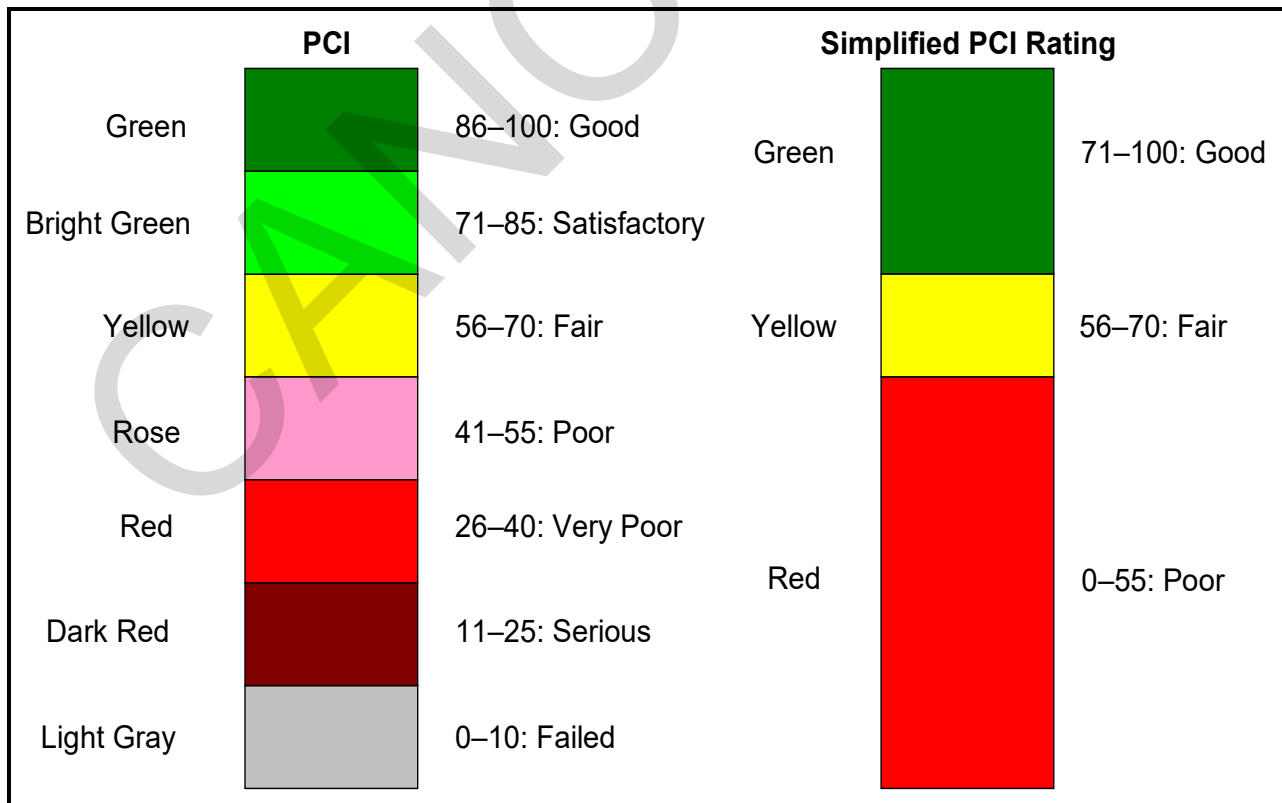 PCI
Green
86–100: Good
Bright Green
71–85: Satisfactory
Yellow
56–70: Fair
Rose
41–55: Poor
Red
26–40: Very Poor
Dark Red
11–25: Serious
Light Gray
0–10: Failed
Simplified PCI Rating
Green
71–100: Good
Yellow
56–70: Fair
Red
0–55: Poor